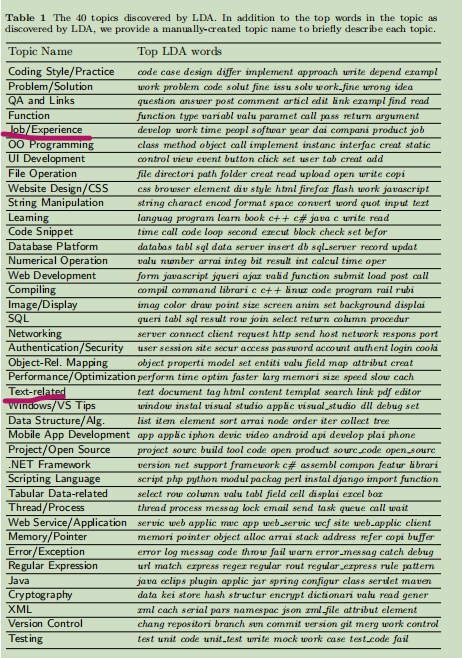 Table 1 The 40 topics discovered by LDA. In addition to the top words in the topic as
discovered by LDA, we provide a manually-created topic name to briefly describe each topic.
Topic Name Top LDA words
Coding Style/Practice code case design differ implement approach write depend exampl
Problem/Solution work problem code solut fine issu solv work_fine wrong idea
QA and Links question answer post comment articl edit link exampl find read
Function function type variabl valu paramet call pass return argument
Job/Experience develop work time peopl softwar year dai compani product job
OO Programming class method object call implement instanc interfac creat static
UI Development control view event button click set user tab creat add
File Operation file directori path folder creat read upload open write copi
Website Design/CSS css browser element div style html firefox flash work javascript
String Manipulation string charact encod format space convert word quot input text
Learning languag program learn book c++ c# java c write read
Code Snippet time call code loop second execut block check set befor
Database Platform databas tabl sql data server insert db sql_server record updat
Numerical Operation valu number arrai integ bit result int calcul time oper
Web Development form javascript jqueri ajax valid function submit load post call
Compiling compil command librari c c++ linux code program rail rubi
Image/Display imag color draw point size screen anim set background displai
SQL queri tabl sql result row join select return column procedur
Networking server connect client request http send host network respons port
Authentication/Security user session site secur access password account authent login cooki
Object-Rel. Mapping object properti model set entiti valu field map attribut creat
Performance/Optimization perform time optim faster larg memori size speed slow cach
Text-related text document tag html content templat search link pdf editor
Windows/VS Tips window instal visual studio applic visual_studio dll debug set
Data Structure/Alg. list item element sort arrai node order iter collect tree
Mobile App Development app applic iphon devic video android api develop plai phone
Project/Open Source project sourc build tool code open product sourc_code open_sourc
.NET Framework version net support framework c# assembl compon featur librari
Scripting Language script php python modul packag perl instal django import function
Tabular Data-related select row column valu tabl field cell displai excel box
Thread/Process thread process messag lock email send task queue call wait
Web Service/Application servic web applic mvc app web_servic wcf site web_applic client
Memory/Pointer memori pointer object alloc arrai stack address refer copi buffer
Error/Exception error log messag code throw fail warn error_messag catch debug
Regular Expression url match express regex regular rout regular_express rule pattern
Java java eclips plugin applic jar spring configur class servlet maven
Cryptography data kei store hash structur encrypt dictionari valu read gener
XML xml cach serial pars namespac json xml_file attribut element
Version Control chang repositori branch svn commit version git merg work control
Testing test unit code unit_test write mock work case test_code fail